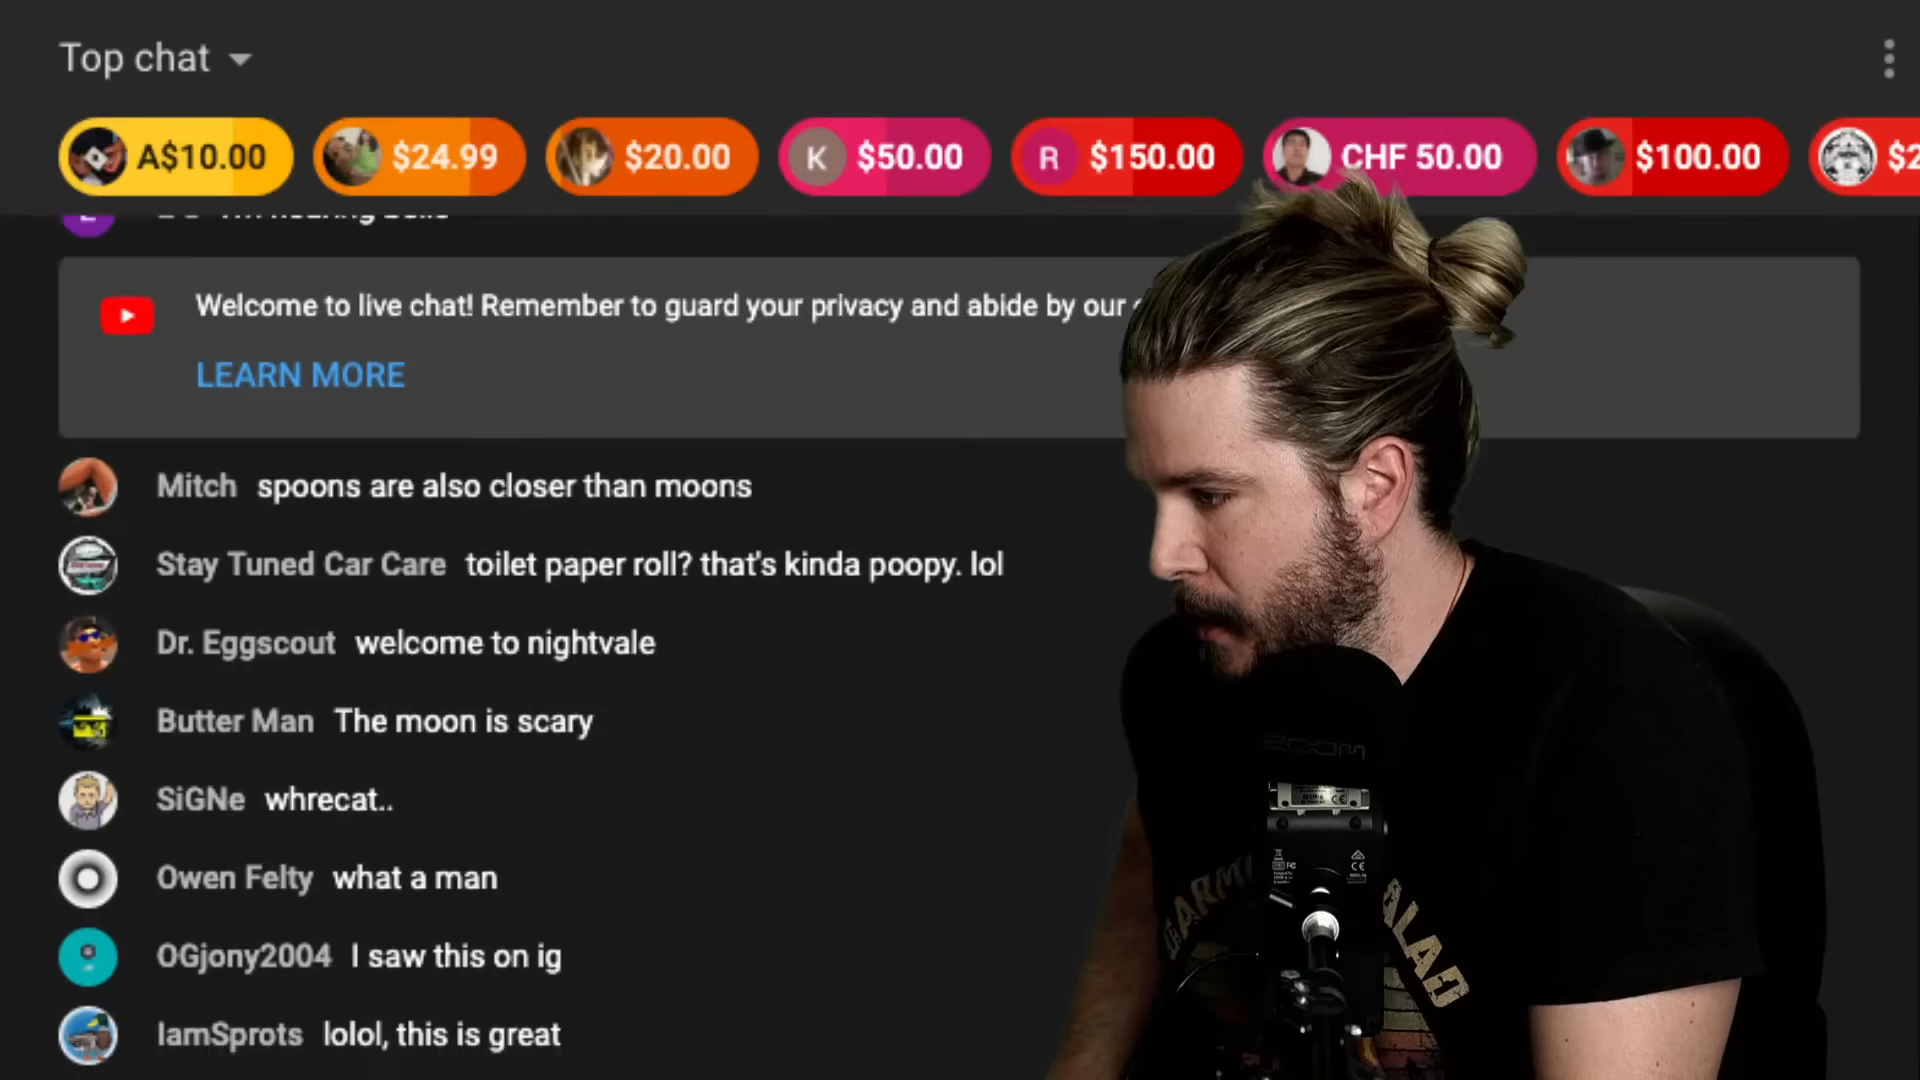 Top chat
A$10.00 $24.99 $20.00 K $50.00 R $150.00 CHF 50.00 $100.00 $2
Welcome to live chat! Remember to guard your privacy and abide by our
LEARN MORE
Mitch spoons are also closer than moons
Stay Tuned Car Care toilet paper roll? that's kinda poopy. lol
Dr. Eggscout welcome to nightvale
Butter Man The moon is scary
SiGNe whrecat..
Owen Felty what a man
OGjony2004 I saw this on ig
IamSprots lolol, this is great
zoom
ALAD